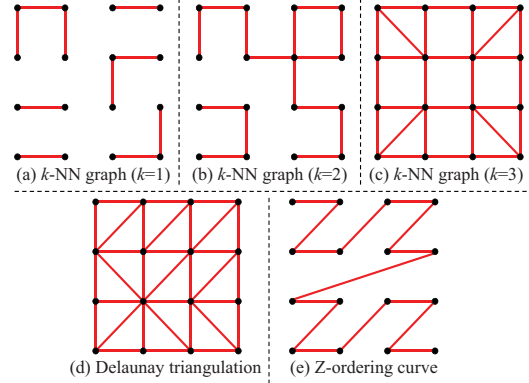 (a) k-NN graph (k=1)
(b) k-NN graph (k=2)
(c) k-NN graph (k=3)
(d) Delaunay triangulation
(e) Z-ordering curve